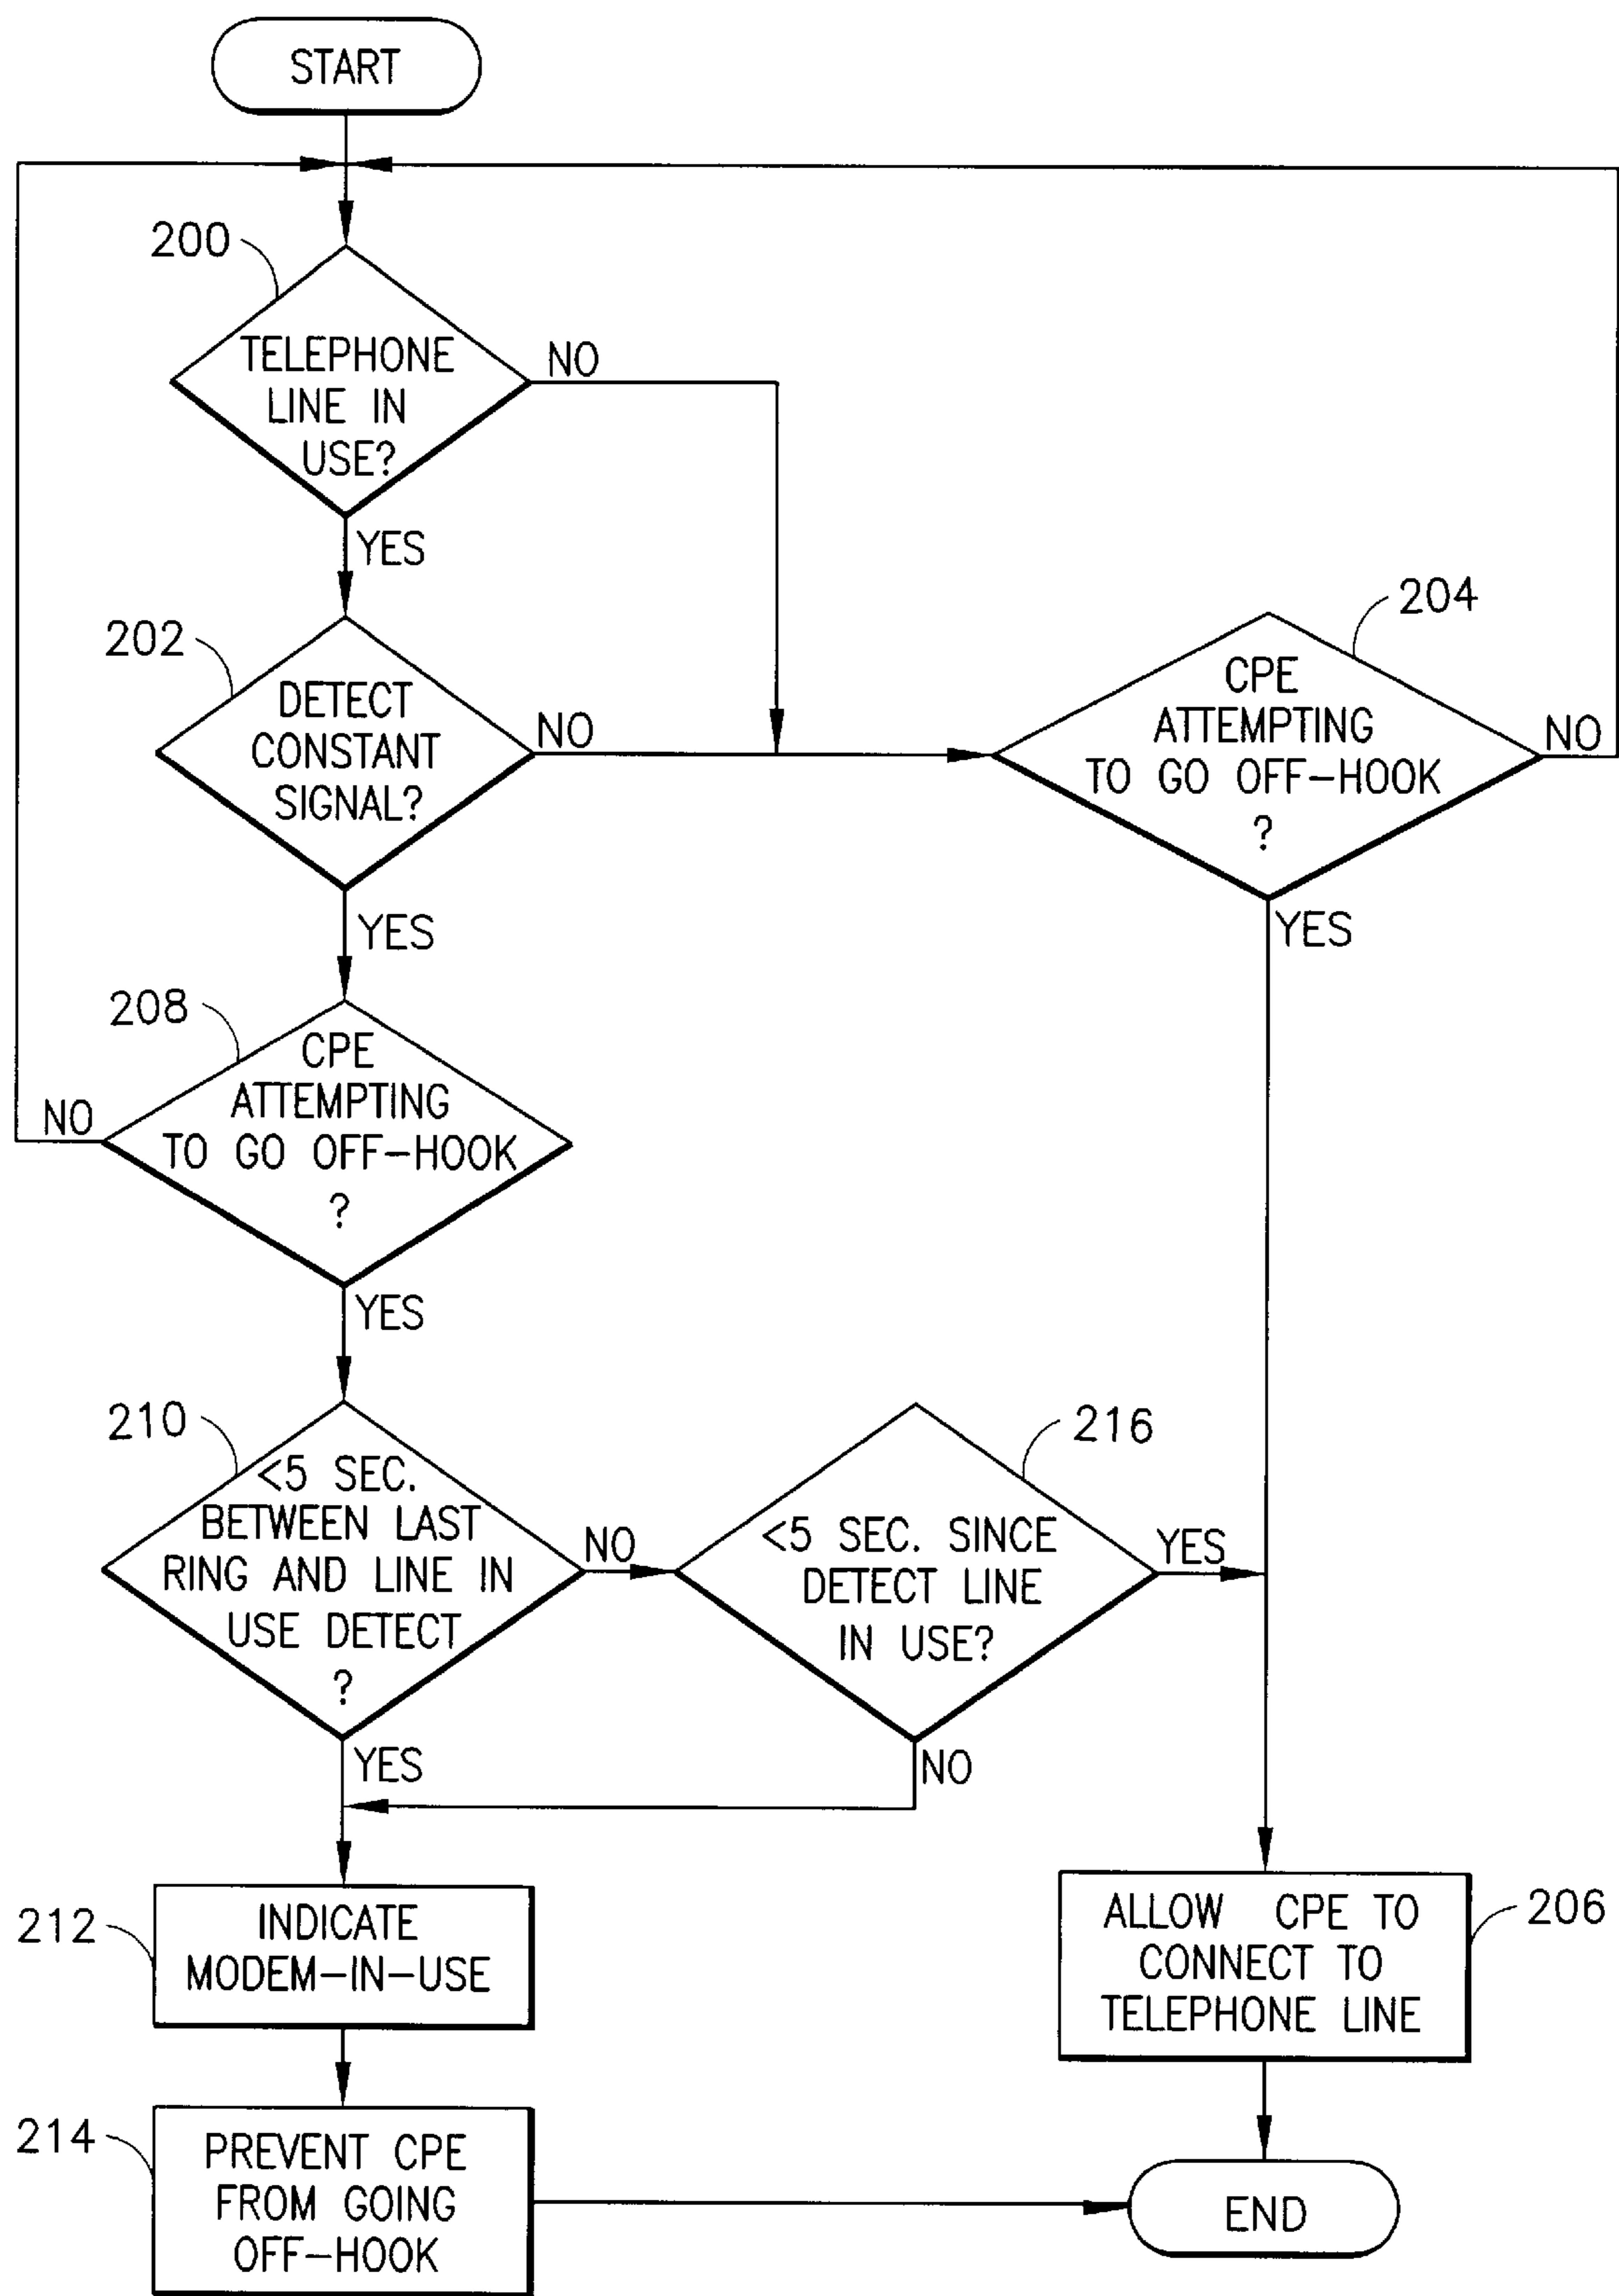 START
200
TELEPHONE
LINE IN
USE?
NO
YES
202
DETECT
CONSTANT
SIGNAL?
NO
YES
204
CPE
ATTEMPTING
TO GO OFF-HOOK
?
NO
YES
208
CPE
ATTEMPTING
TO GO OFF-HOOK
?
NO
YES
210
<5 SEC.
BETWEEN LAST
RING AND LINE IN
USE DETECT
?
NO
YES
216
<5 SEC. SINCE
DETECT LINE
IN USE?
YES
NO
212
INDICATE
MODEM-IN-USE
206
ALLOW CPE TO
CONNECT TO
TELEPHONE LINE
214
PREVENT CPE
FROM GOING
OFF-HOOK
END